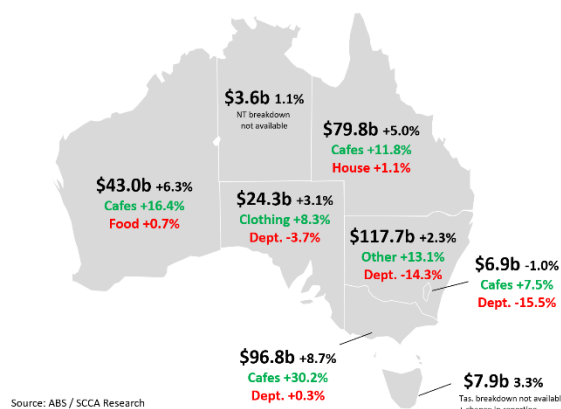 $3.6b 1.1%
NT breakdown
not available
$79.8b +5.0%
Cafes +11.8%
House +1.1%
$43.0b +6.3%
Cafes +16.4%
Food +0.7%
$24.3b +3.1%
Clothing +8.3%
Dept. -3.7%
$117.7b +2.3%
Other +13.1%
Dept. -14.3%
$6.9b -1.0%
Cafes +7.5%
Dept. -15.5%
$96.8b +8.7%
Cafes +30.2%
Dept. +0.3%
$7.9b 3.3%
Tas. breakdown not availabl
Source: ABS / SCCA Research